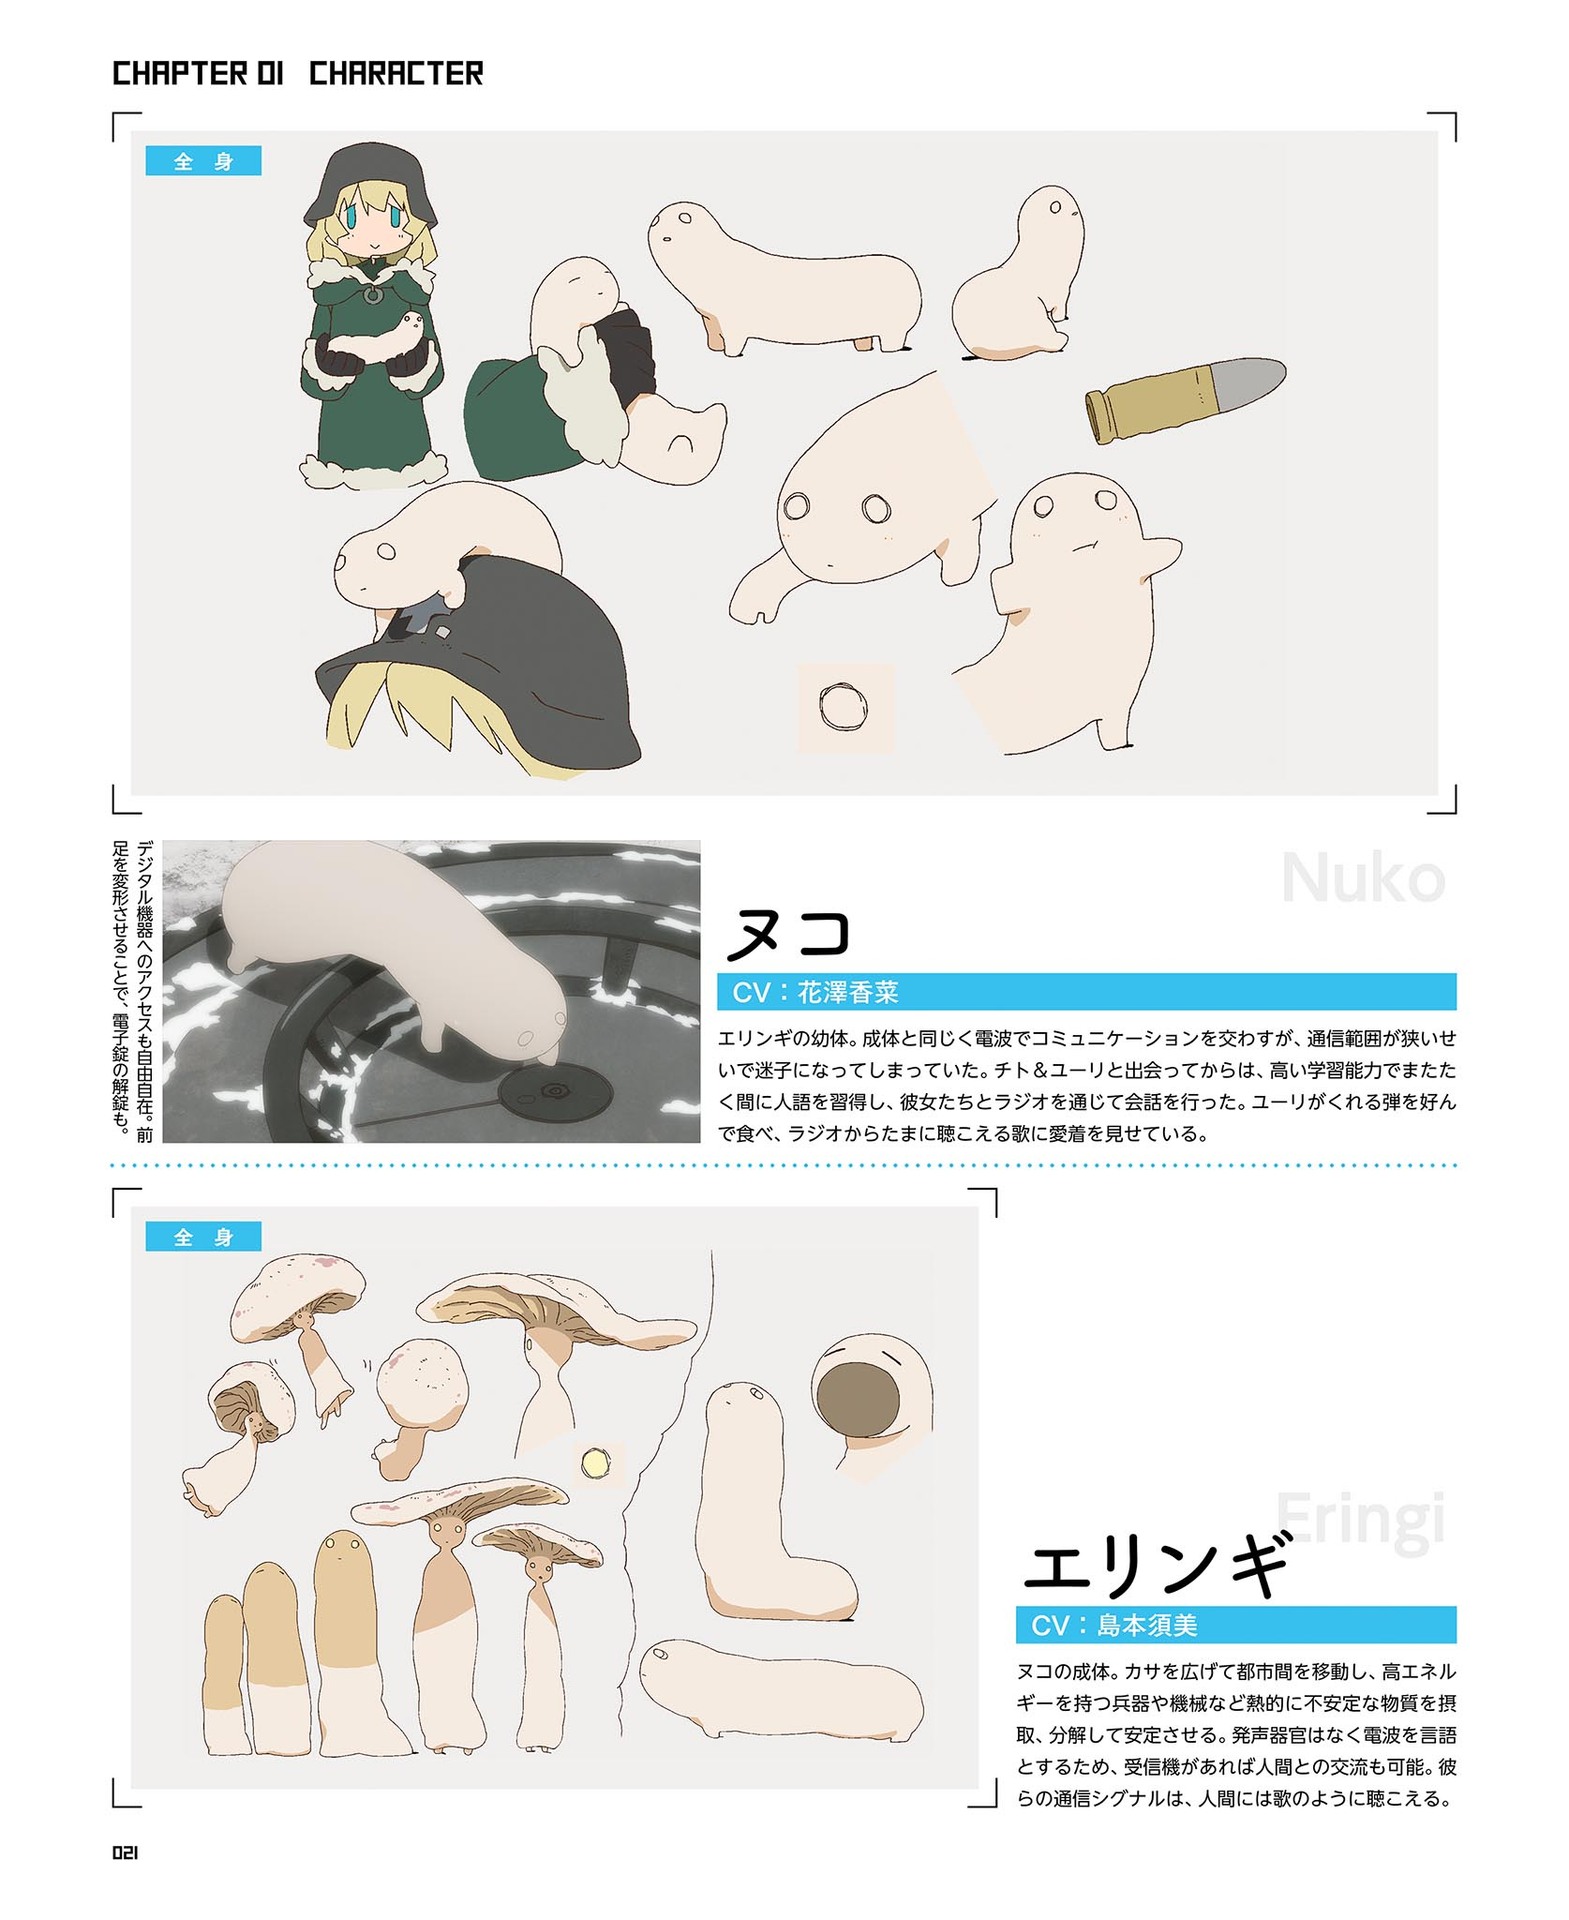 CHAPTER 01 CHARACTER
全 身
デジタル機器へのアクセスも自由自在。前
足を変形させることで、電子錠の解錠も。
Nuko
ヌコ
CV：花澤香菜
エリンギの幼体。成体と同じく電波でコミュニケーションを交わすが、通信範囲が狭いせ
いで迷子になってしまっていた。チト＆ユーリと出会ってからは、高い学習能力でまたた
く間に人語を習得し、彼女たちとラジオを通じて会話を行った。ユーリがくれる弾を好ん
で食べ、ラジオからたまに聴こえる歌に愛着を見せている。
全 身
Eringi
エリンギ
CV：島本須美
ヌコの成体。カサを広げて都市間を移動し、高エネル
ギーを持つ兵器や機械など熱的に不安定な物質を摂
取、分解して安定させる。発声器官はなく電波を言語
とするため、受信機があれば人間との交流も可能。彼
らの通信シグナルは、人間には歌のように聴こえる。
021